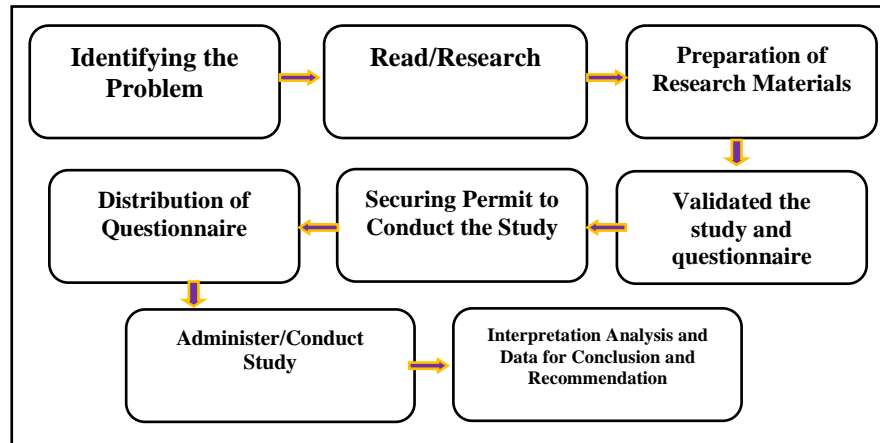 Identifying the
Problem
Read/Research
Preparation of
Research Materials
Validated the
study and
questionnaire
Securing Permit to
Conduct the Study
Distribution of
Questionnaire
Administer/Conduct
Study
Interpretation Analysis and
Data for Conclusion and
Recommendation